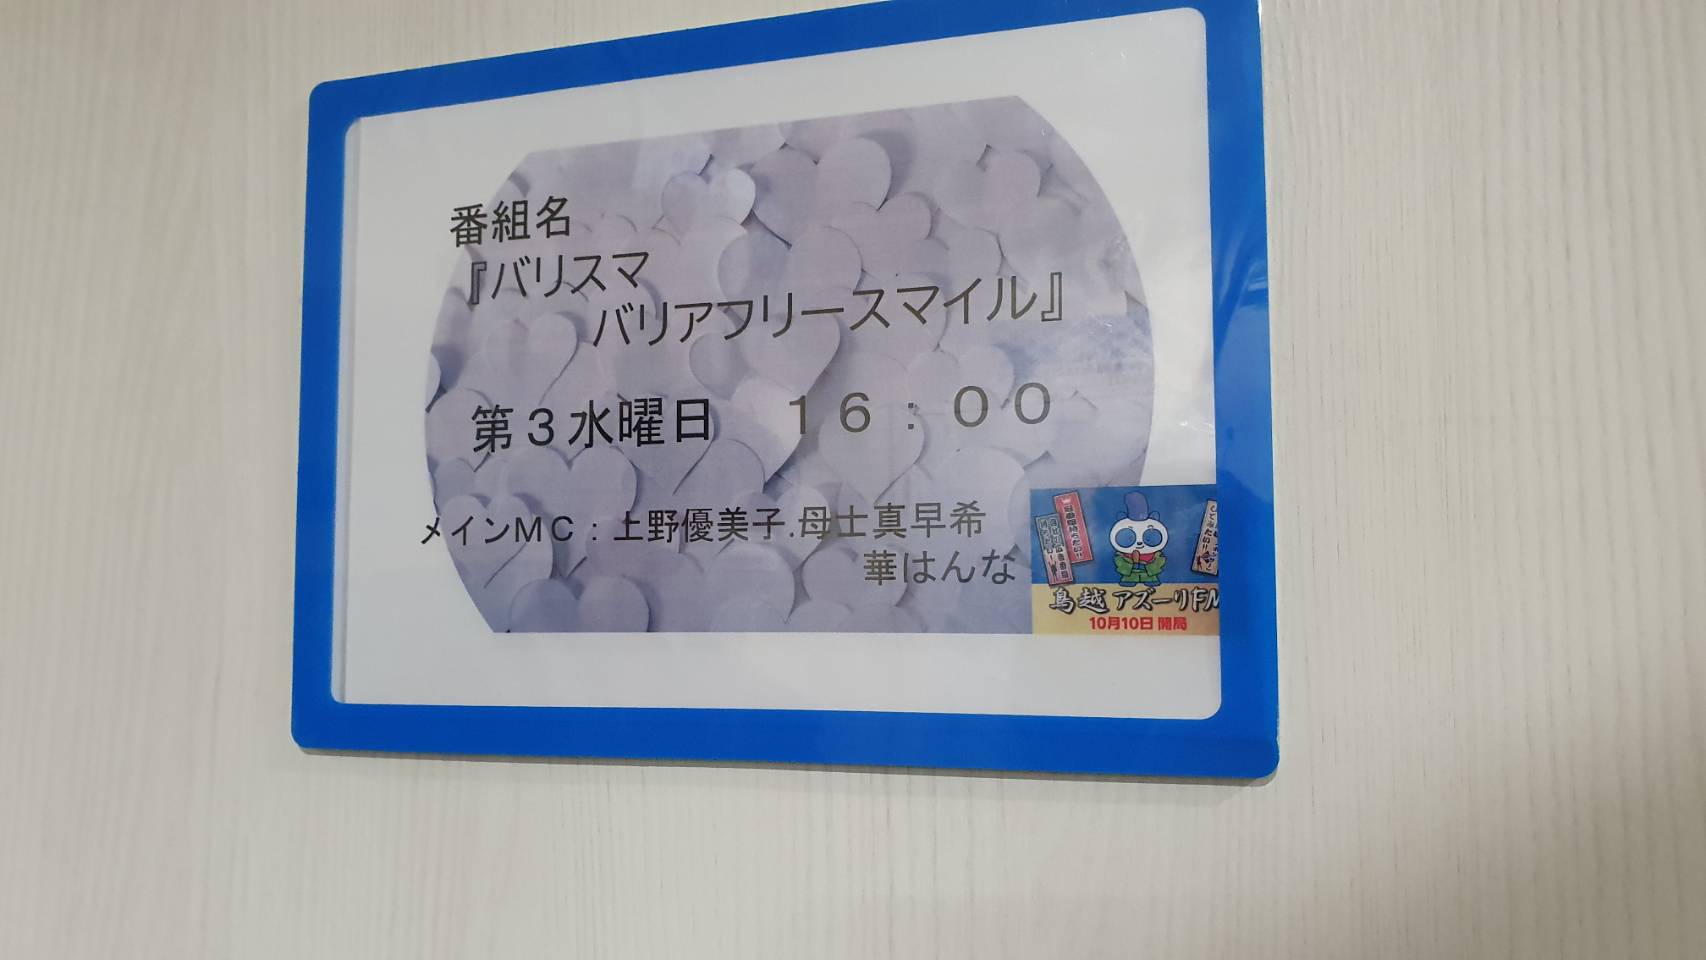 番組名
『バリスマ
バリアフリースマイル』
第３水曜日　１６：００
メインＭＣ：上野優美子.母士真早希
華はんな
鳥越アズーリFM
10月10日 開局